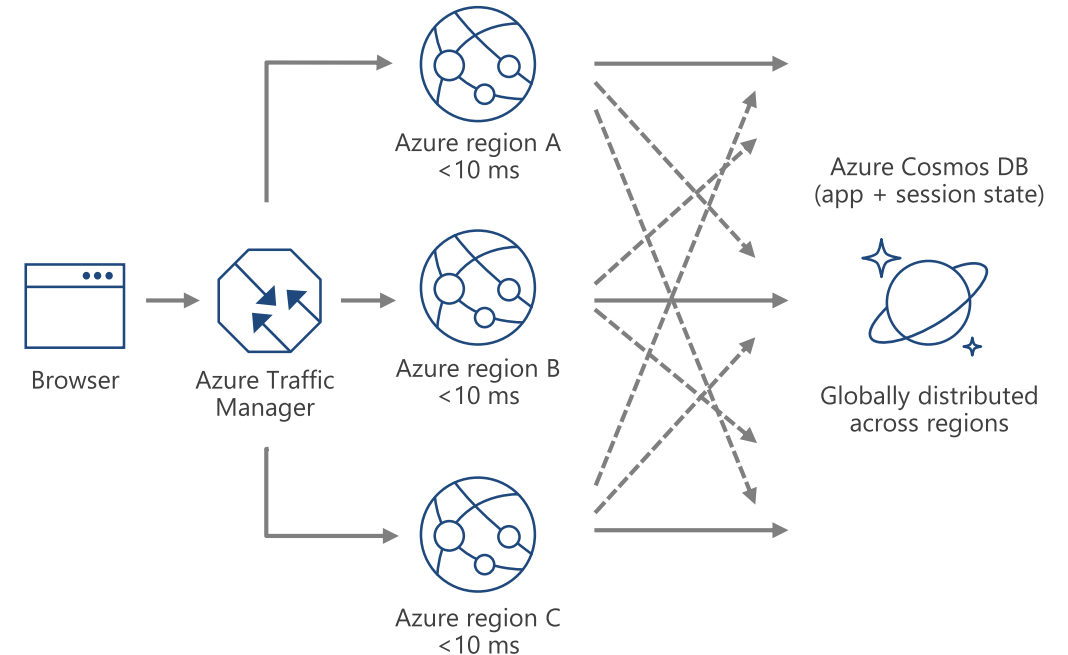 Azure region A
<10 ms
Azure Cosmos DB
(app + session state)
Browser
Azure Traffic
Manager
Azure region B
<10 ms
Globally distributed
across regions
Azure region C
<10 ms